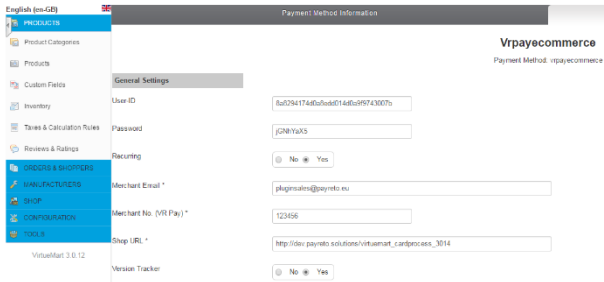 English (en-GB)
Payment Method Information
PRODUCTS
Product Categories
Products
Custom Fields
Inventory
Taxes & Calculation Rules
Reviews & Ratings
ORDERS & SHOPPERS
MANUFACTURERS
SHOP
CONFIGURATION
TOOLS
VirtueMart 3.0.12
Vrpayecommerce
Payment Method: vrpayecommerce
General Settings
User-ID
8a8294174d0a8edd014d0a9f9743007b
Password
jGNhYaX5
Recurring
No Yes
Merchant Email *
pluginsales@payreto.eu
Merchant No. (VR Pay) *
123456
Shop URL *
http://dev.payreto.solutions/virtuemart_cardprocess_3014
Version Tracker
No Yes